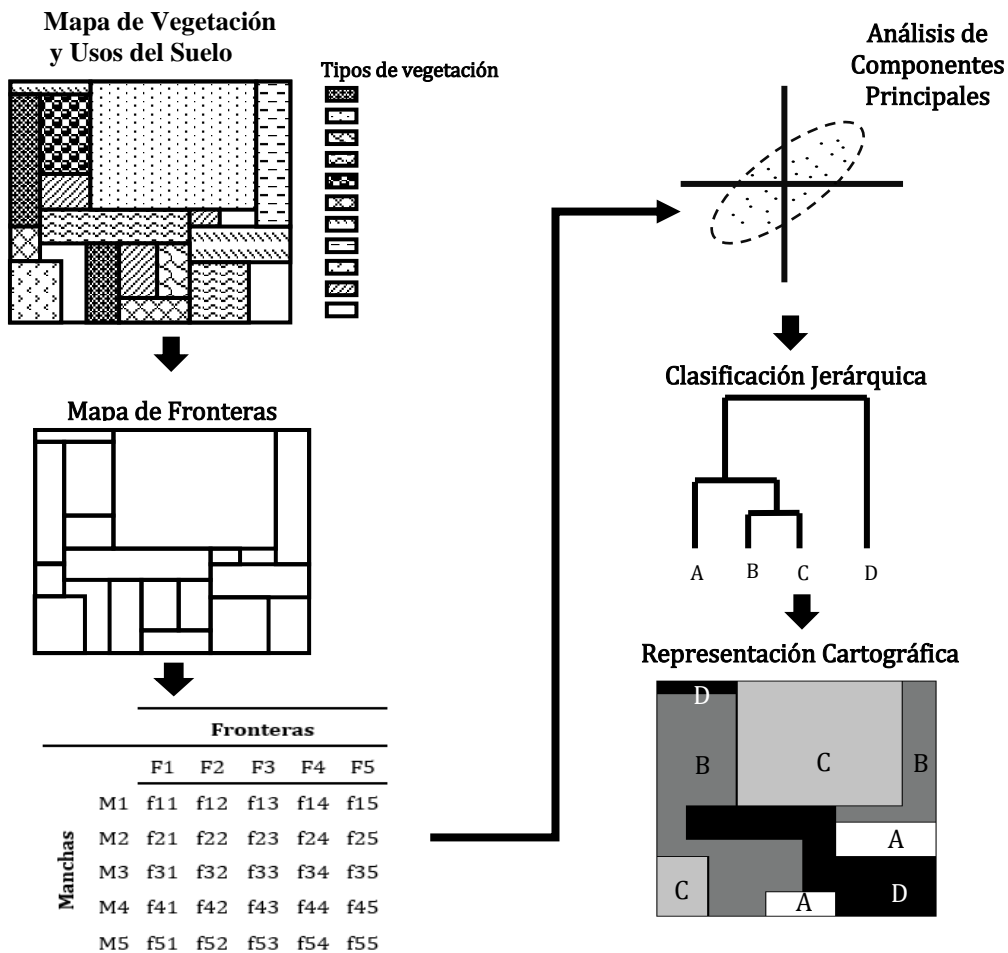 Mapa de Vegetación
y Usos del Suelo
Tipos de vegetación
Mapa de Fronteras
Fronteras
F1 F2 F3 F4 F5
Manchas
M1 f11 f12 f13 f14 f15
M2 f21 f22 f23 f24 f25
M3 f31 f32 f33 f34 f35
M4 f41 f42 f43 f44 f45
M5 f51 f52 f53 f54 f55
Análisis de
Componentes
Principales
Clasificación Jerárquica
A B C D
Representación Cartográfica
D
B C B
A
C A D